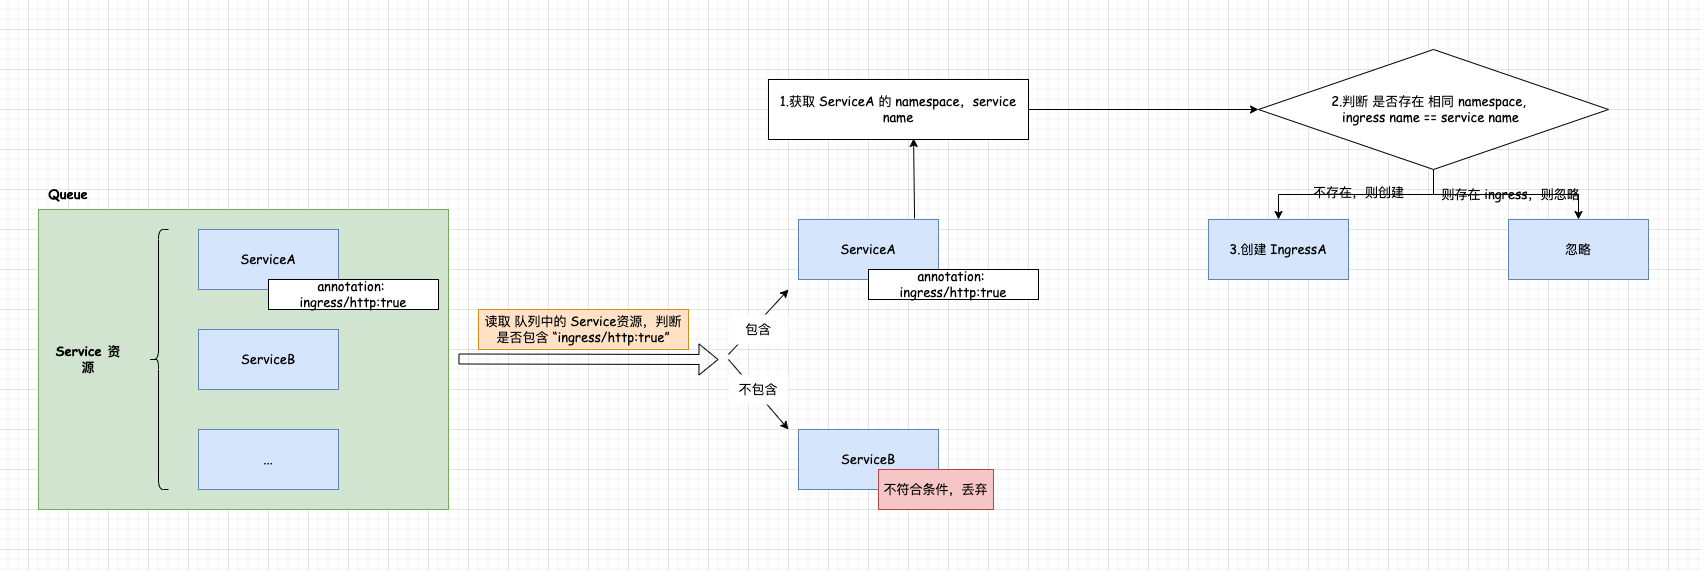 Queue
Service 资
源
ServiceA
annotation:
ingress/http:true
ServiceB
...
读取 队列中的 Service资源，判断
是否包含 “ingress/http:true”
包含
不包含
1.获取 ServiceA 的 namespace，service
name
ServiceA
annotation:
ingress/http:true
ServiceB
不符合条件，丢弃
2.判断 是否存在 相同 namespace,
ingress name == service name
不存在，则创建
则存在 ingress，则忽略
3.创建 IngressA
忽略